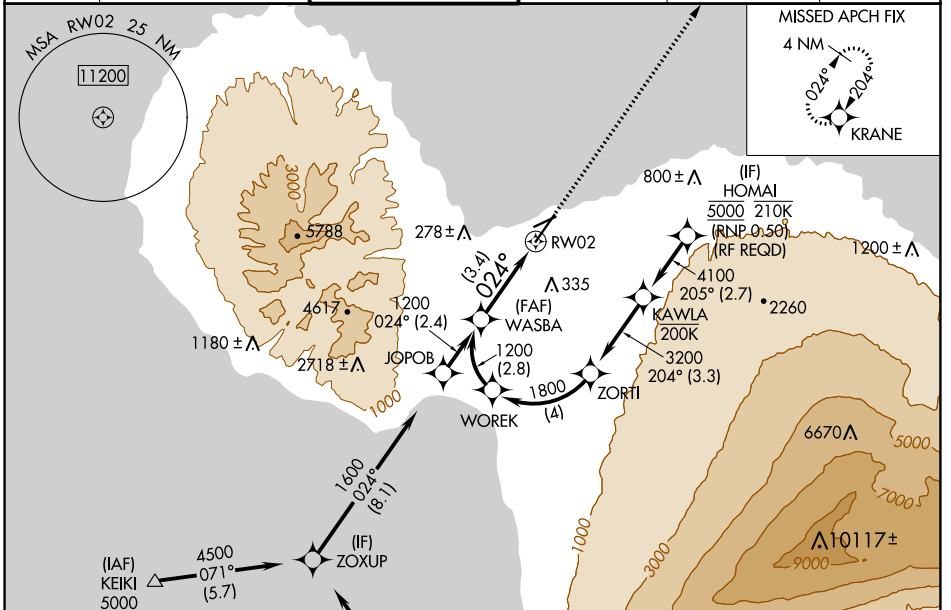 MSA RW02 25 NM
11200
MISSED APCH FIX
4 NM
024°
204°
KRANE
3000
5788
4617
278±
800±
(IF)
HOMAI
5000 210K
(RNP 0.50)
(RF REQD)
1200±
RW02
(3.4)
024°
335
4100
205° (2.7)
2260
(FAF)
WASBA
KAWLA
200K
1200
024° (2.4)
1180±
2718±
JOPOB
1200
(2.8)
3200
204° (3.3)
1000
WOREK
1800
(4)
ZORTI
6670
5000
7000
1600
024°
(8.1)
1000
3000
10117±
9000
(IF)
ZOXUP
(IAF)
KEIKI
5000
4500
071°
(5.7)